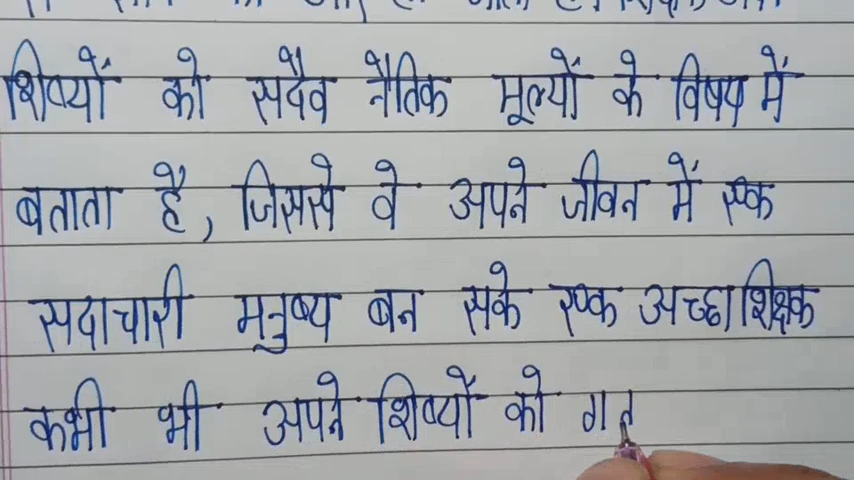 शिष्यों को सदैव नैतिक मूल्यों के विषय में
बताता है, जिससे वे अपने जीवन में एक
सदाचारी मनुष्य बन सके एक अच्छा शिक्षक
कभी भी अपने शिष्यों को